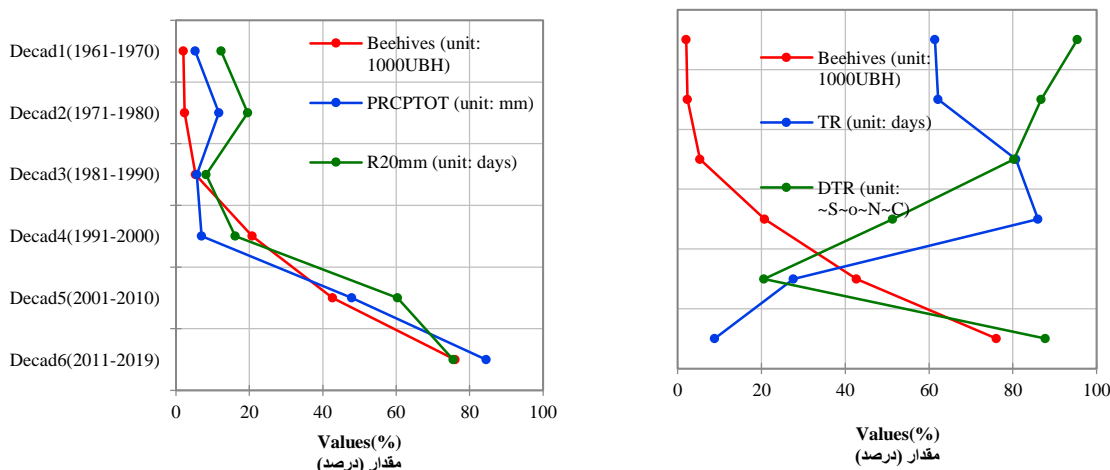 Decad1(1961-1970)
Decad2(1971-1980)
Decad3(1981-1990)
Decad4(1991-2000)
Decad5(2001-2010)
Decad6(2011-2019)
Beehives (unit:
1000UBH)
PRCPTOT (unit: mm)
R20mm (unit: days)
0 20 40 60 80 100
Values(%)
مقدار (درصد)
Beehives (unit:
1000UBH)
TR (unit: days)
DTR (unit:
~S~o~N~C)
0 20 40 60 80 100
Values(%)
مقدار (درصد)